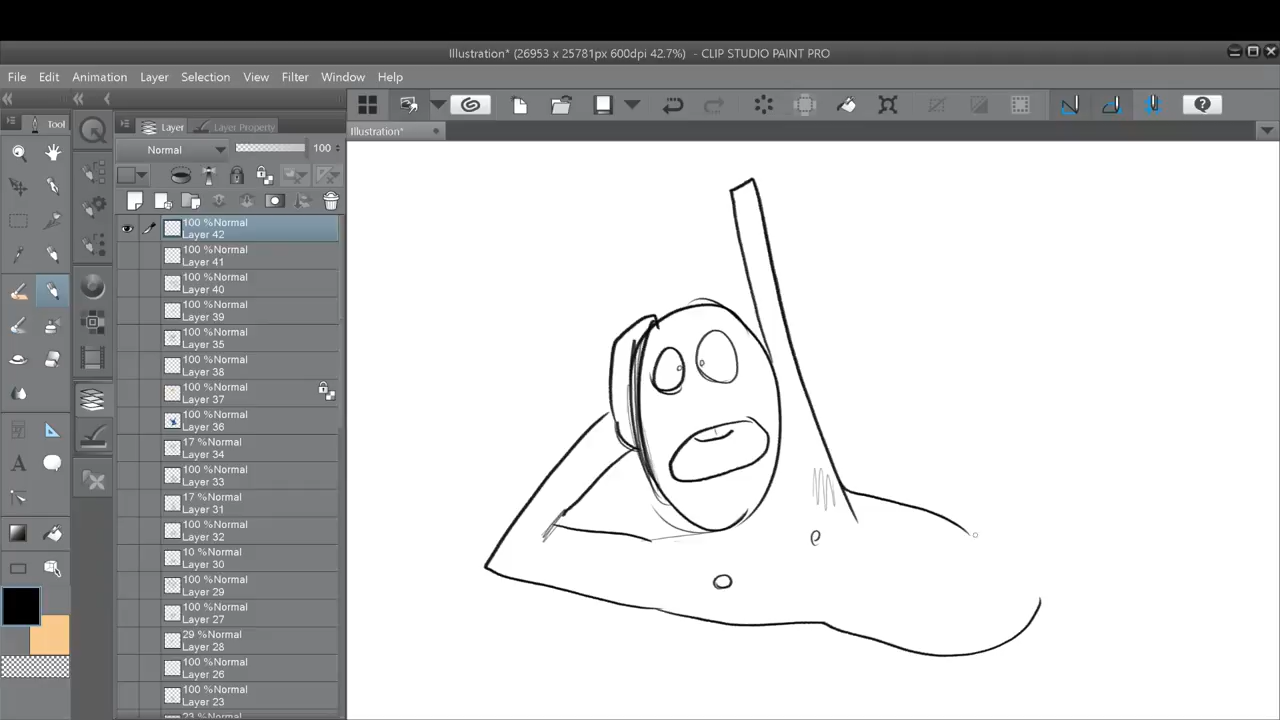 Illustration* (26953 x 25781px 600dpi 42.7%) - CLIP STUDIO PAINT PRO
File Edit Animation Layer Selection View Filter Window Help
Tool
Layer
Layer Property
Illustration*
Normal
100
100 %Normal
Layer 42
100 %Normal
Layer 41
100 %Normal
Layer 40
100 %Normal
Layer 39
100 %Normal
Layer 35
100 %Normal
Layer 38
100 %Normal
Layer 37
100 %Normal
Layer 36
17 %Normal
Layer 34
100 %Normal
Layer 33
17 %Normal
Layer 31
100 %Normal
Layer 32
10 %Normal
Layer 30
100 %Normal
Layer 29
100 %Normal
Layer 27
29 %Normal
Layer 28
100 %Normal
Layer 26
100 %Normal
Layer 23
23 %Normal